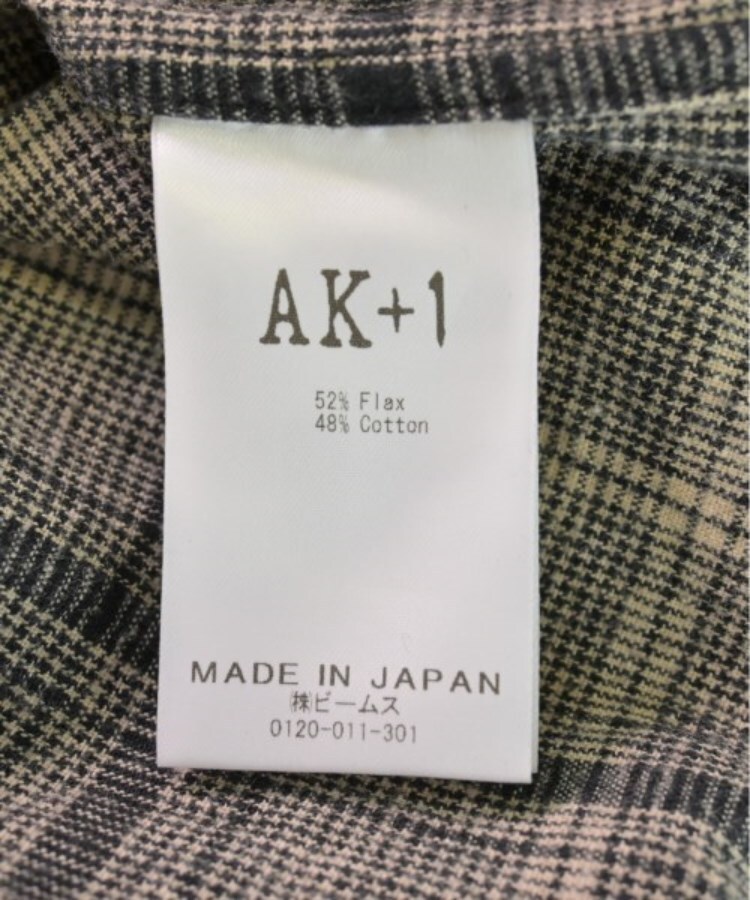 AK+1
52% Flax
48% Cotton
MADE IN JAPAN
㈱ビームス
0120-011-301